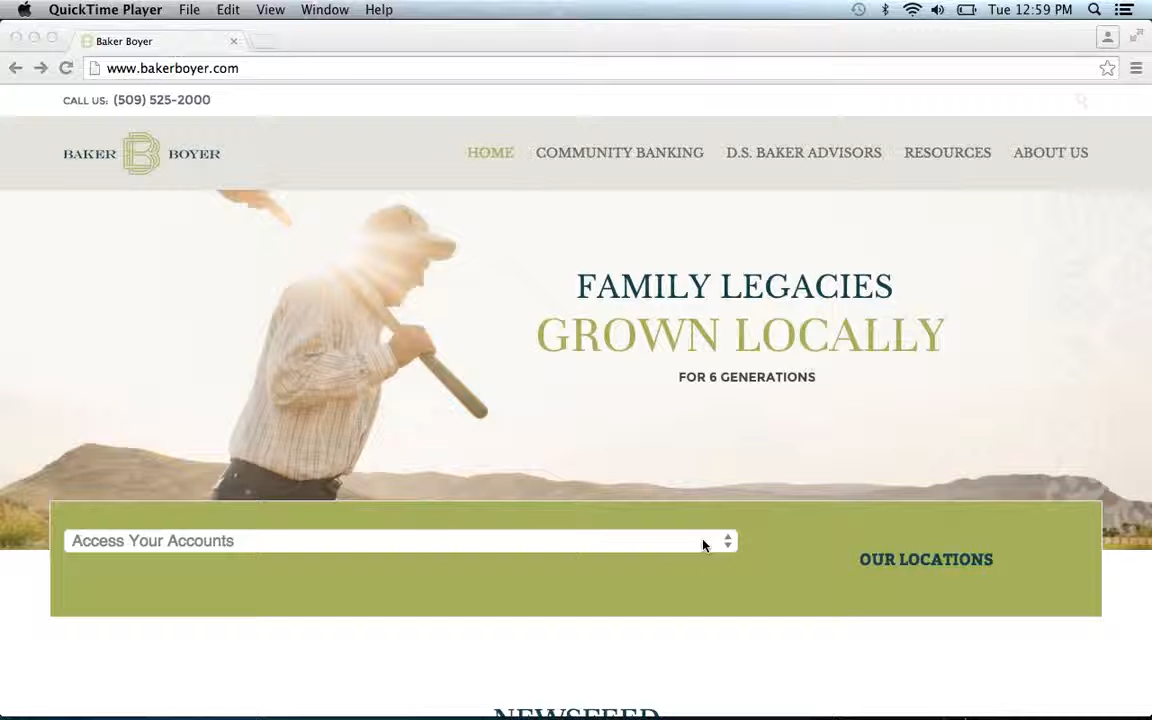 QuickTime Player File Edit View Window Help Tue 12:59 PM
Baker Boyer
www.bakerboyer.com
CALL US: (509) 525-2000
BAKER B BOYER
HOME COMMUNITY BANKING D.S. BAKER ADVISORS RESOURCES ABOUT US
FAMILY LEGACIES
GROWN LOCALLY
FOR 6 GENERATIONS
Access Your Accounts
OUR LOCATIONS
NEWSFEED